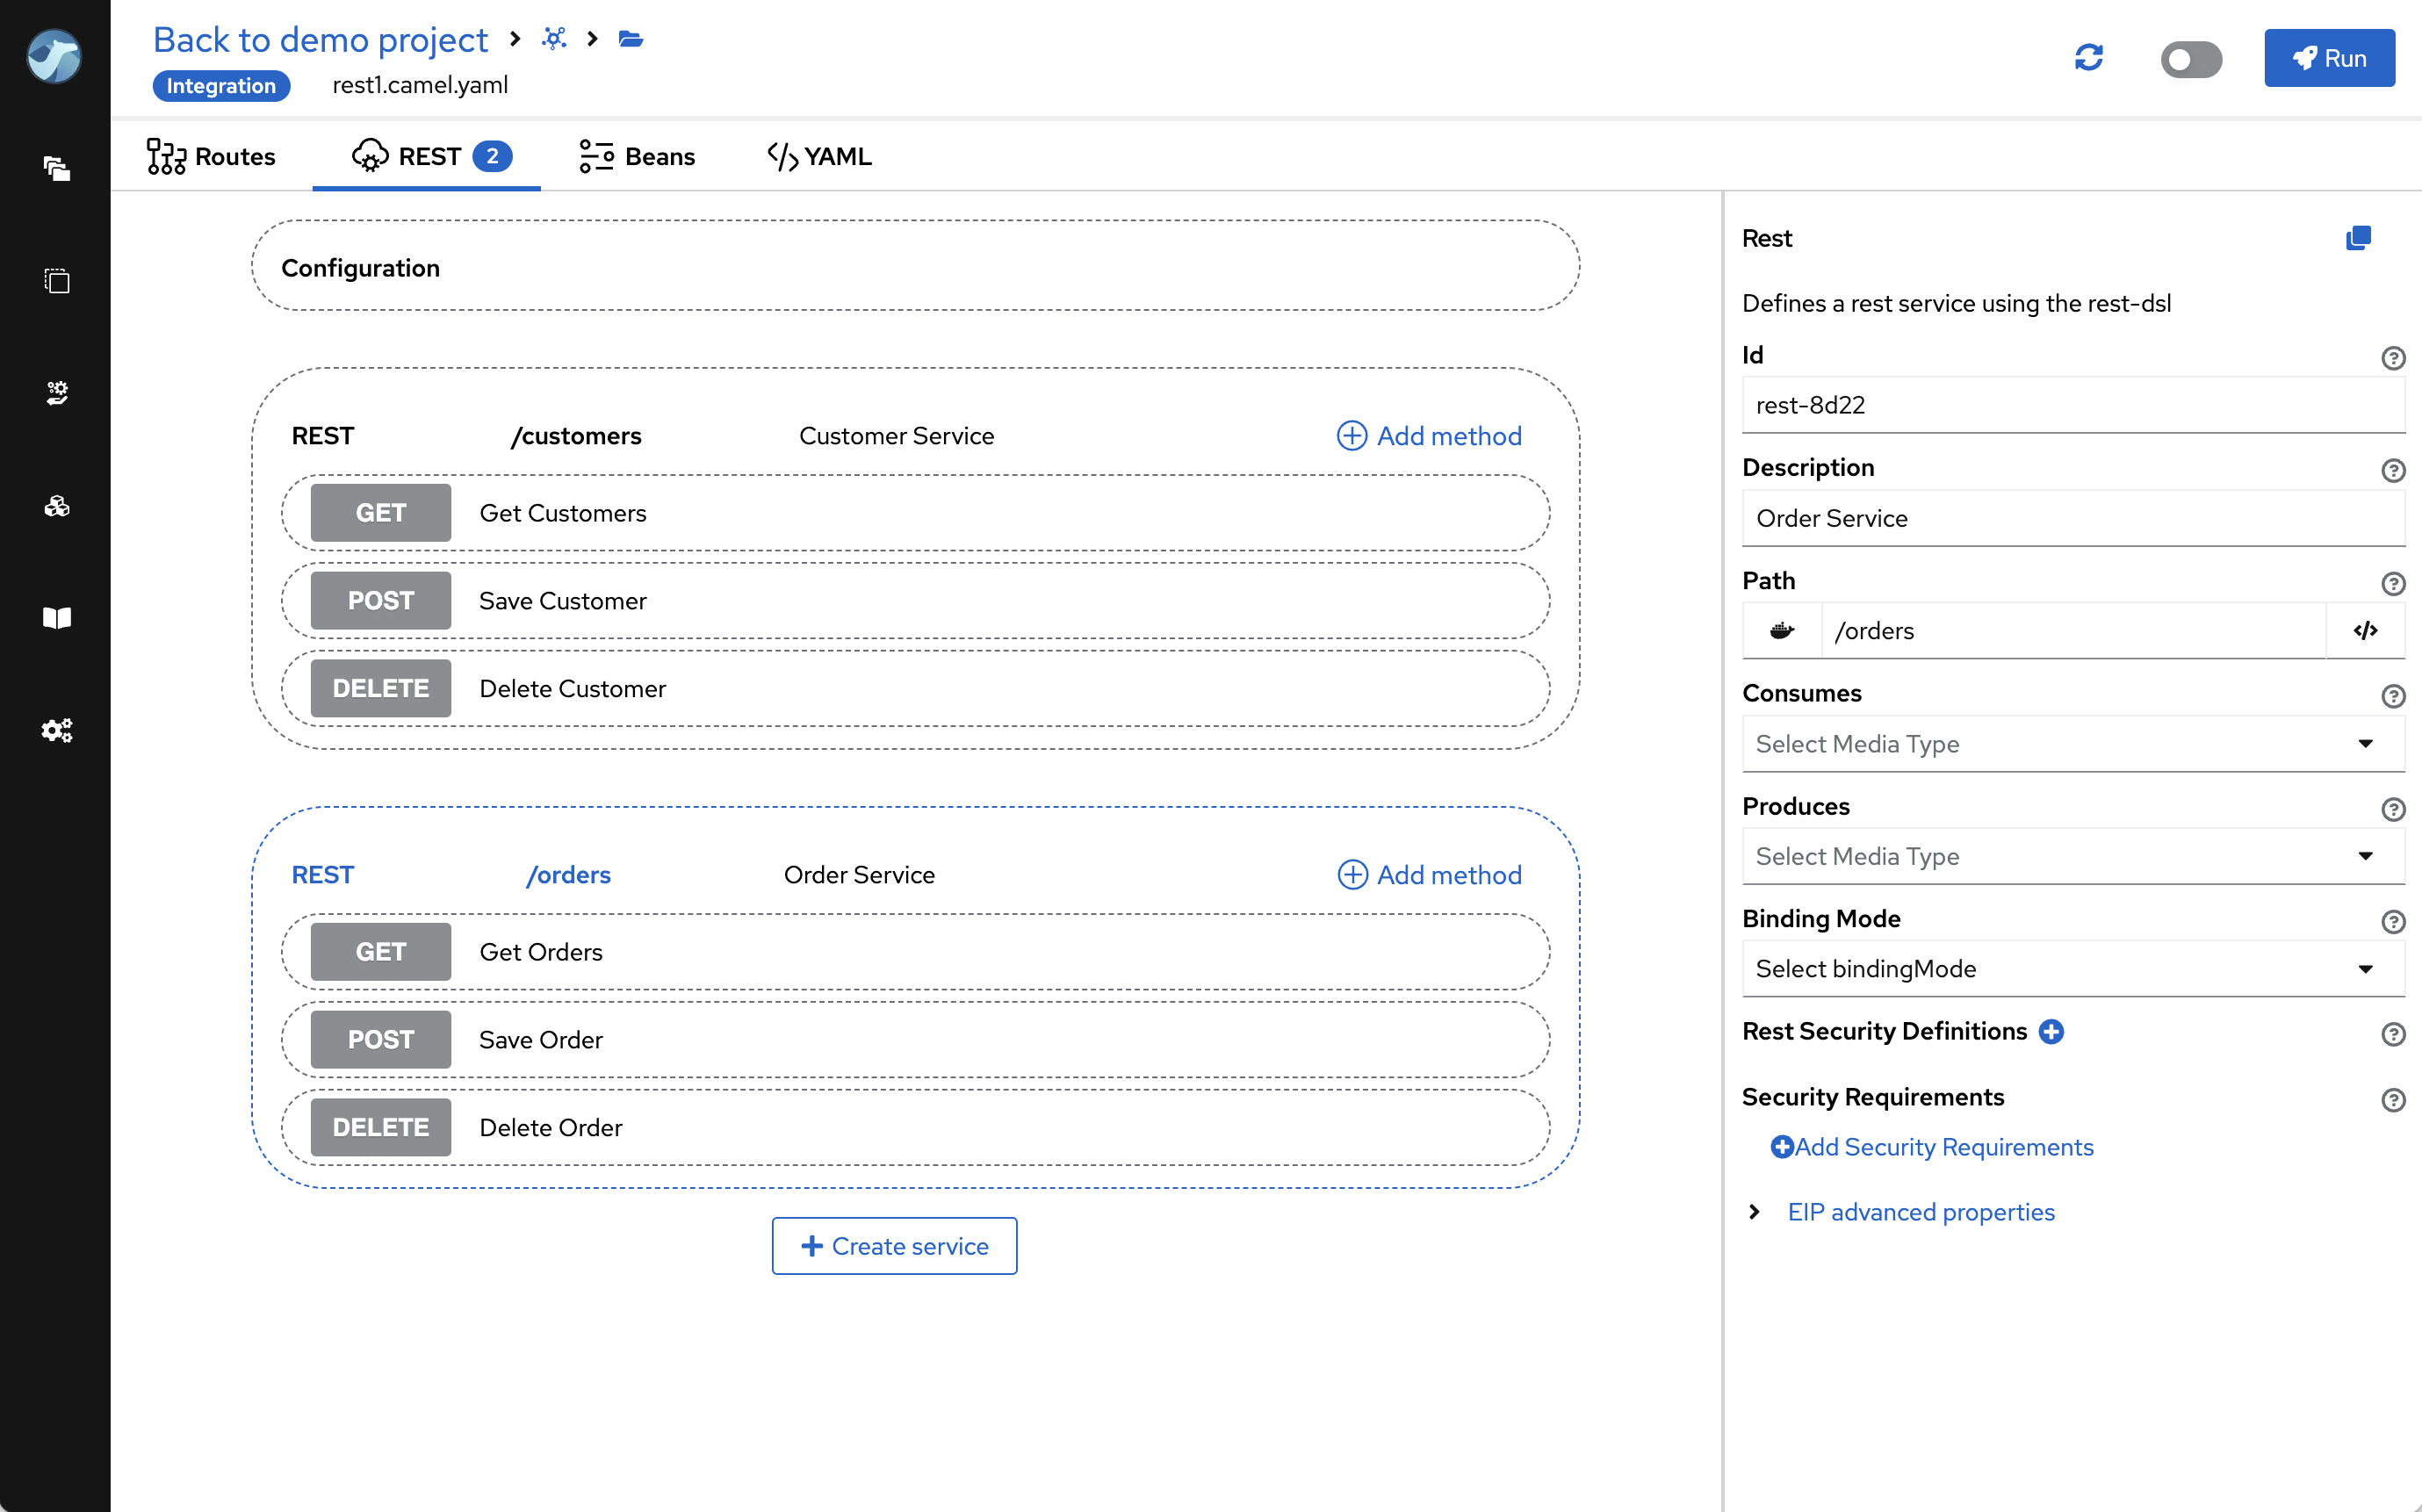 Back to demo project
Integration
rest1.camel.yaml
Run
Routes
REST 2
Beans
YAML
Configuration
REST /customers Customer Service Add method
GET Get Customers
POST Save Customer
DELETE Delete Customer
REST /orders Order Service Add method
GET Get Orders
POST Save Order
DELETE Delete Order
Create service
Rest
Defines a rest service using the rest-dsl
Id
rest-8d22
Description
Order Service
Path
/orders
Consumes
Select Media Type
Produces
Select Media Type
Binding Mode
Select bindingMode
Rest Security Definitions
Security Requirements
Add Security Requirements
EIP advanced properties